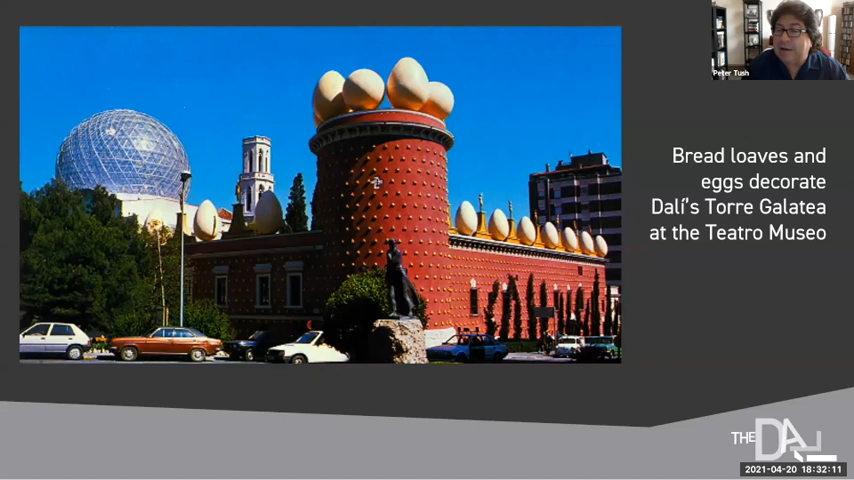 Peter Tush
Bread loaves and
eggs decorate
Dalí's Torre Galatea
at the Teatro Museo
THE DALÍ
2021-04-20 18:32:11